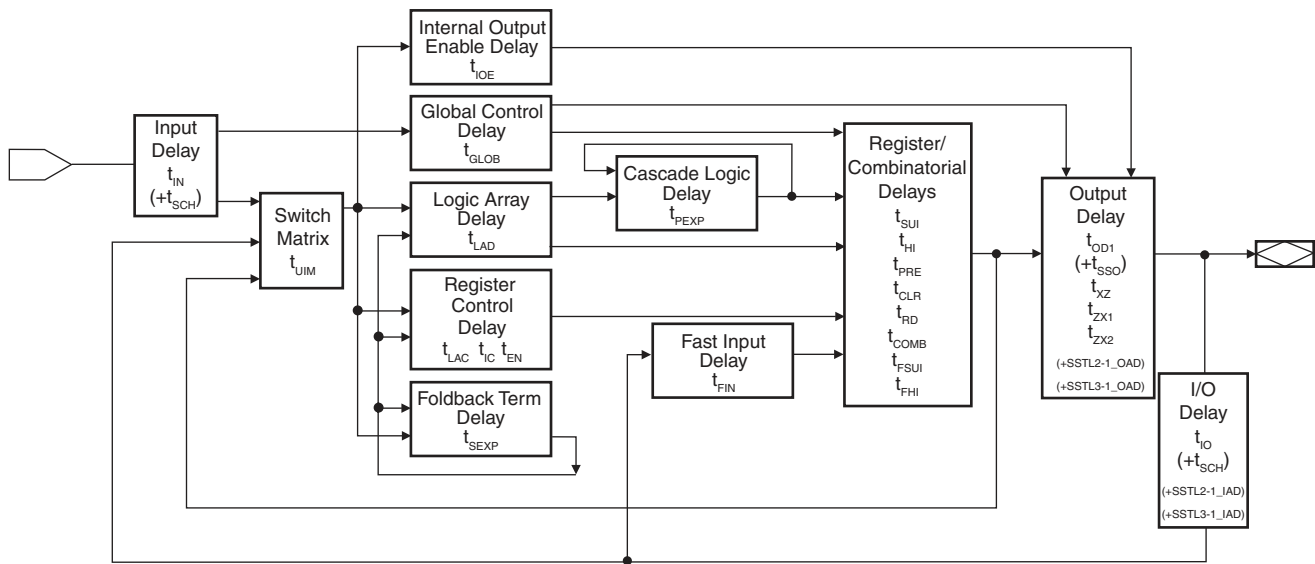 Input
Delay
tIN
(+tSCH)
Switch
Matrix
tUIM
Internal Output
Enable Delay
tIOE
Global Control
Delay
tGLOB
Logic Array
Delay
tLAD
Register
Control
Delay
tLAC tIC tEN
Foldback Term
Delay
tSEXP
Cascade Logic
Delay
tPEXP
Fast Input
Delay
tFIN
Register/
Combinatorial
Delays
tSUI
tHI
tPRE
tCLR
tRD
tCOMB
tFSUI
tFHI
Output
Delay
tOD1
(+tSSO)
tXZ
tZX1
tZX2
(+SSTL2-1_OAD)
(+SSTL3-1_OAD)
I/O
Delay
tIO
(+tSCH)
(+SSTL2-1_IAD)
(+SSTL3-1_IAD)